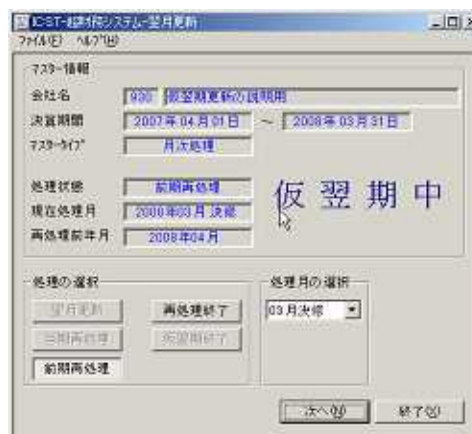 IC-ST-財務システム-翌月更新
ファイル(F) ヘルプ(H)
マスター情報
会社名 930 仮翌期更新の説明用
決算期間 2007年04月01日 ～ 2008年03月31日
マスタータイプ 月次処理
処理状態 前期再処理
仮翌期中
現在処理月 2008年03月 決修
再処理前年月 2008年04月
処理の選択 処理月の選択
翌月更新 再処理終了 03月決修
当期再処理 仮翌期終了
前期再処理
次へ(N) 終了(X)